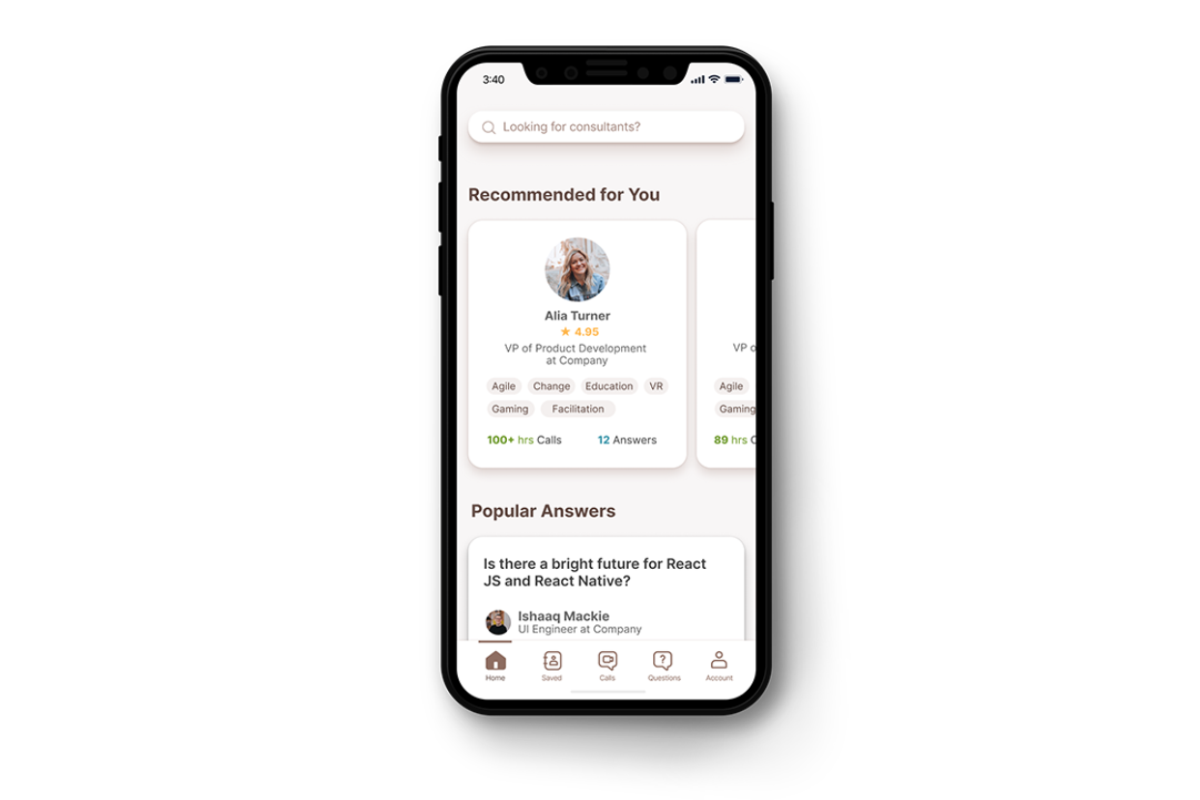 3:40
Looking for consultants?
Recommended for You
Alia Turner
★ 4.95
VP of Product Development
at Company
Agile Change Education VR
Gaming Facilitation
100+ hrs Calls 12 Answers
VP o
Agile
Gaming
89 hrs C
Popular Answers
Is there a bright future for React
JS and React Native?
Ishaaq Mackie
UI Engineer at Company
Home Saved Calls Questions Account